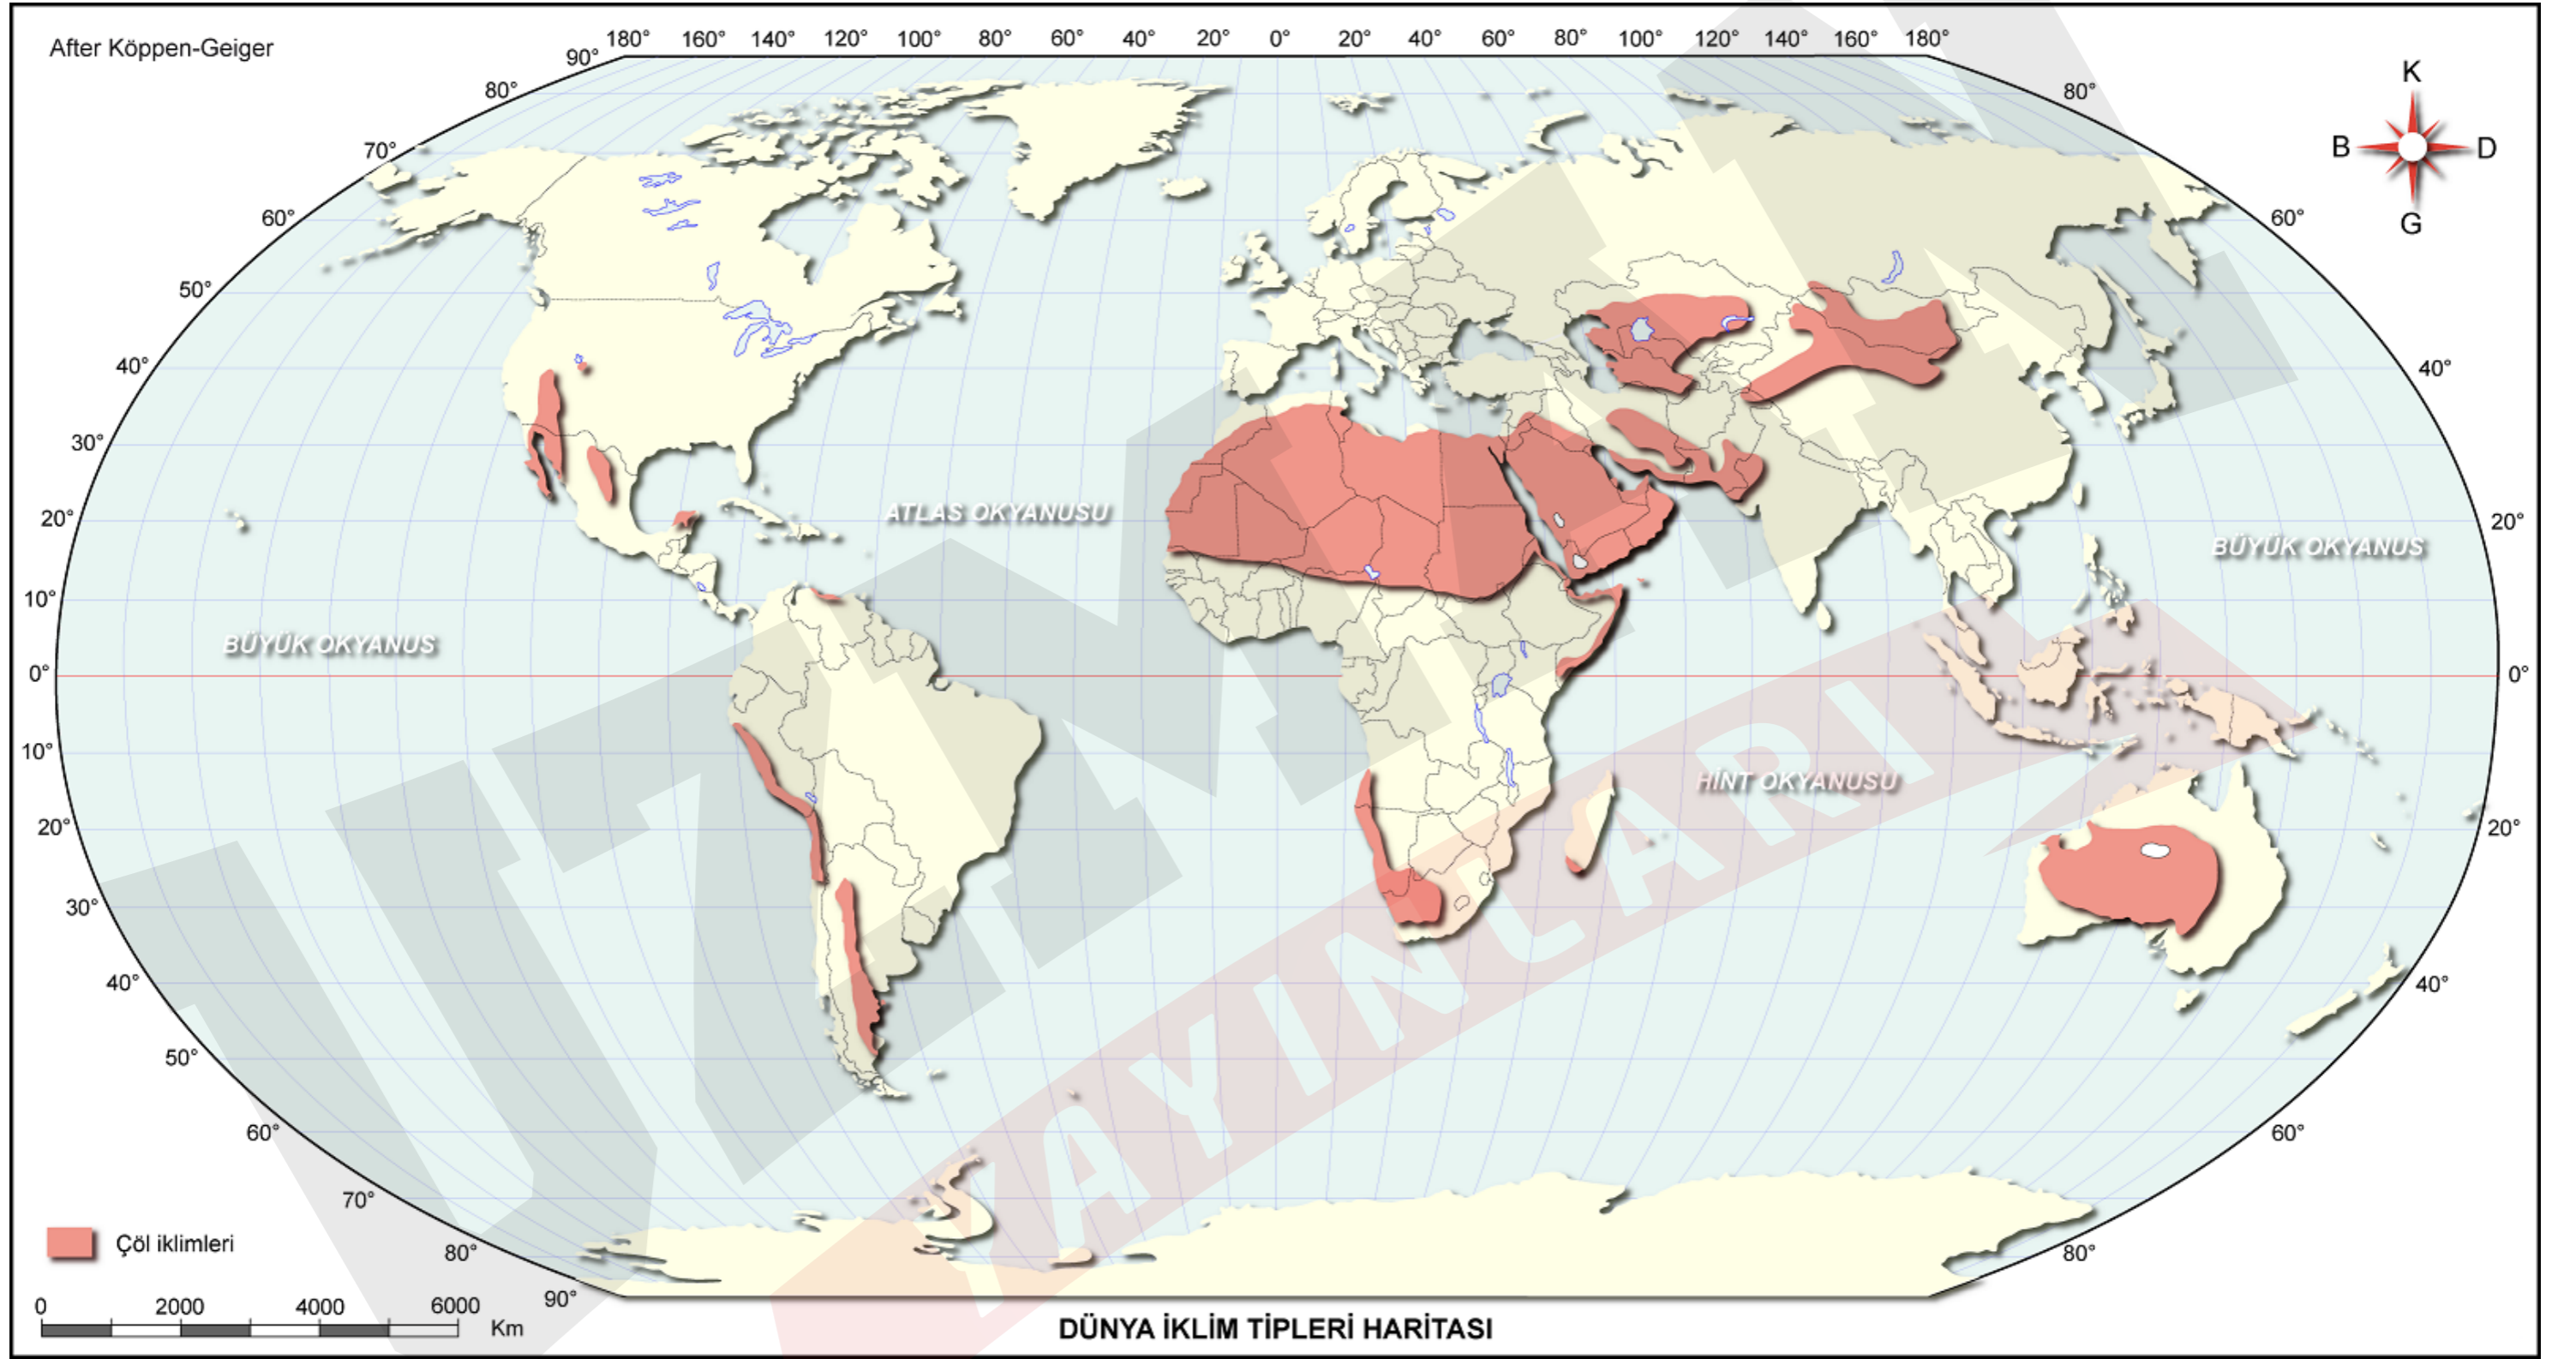 After Köppen-Geiger
180° 160° 140° 120° 100° 80° 60° 40° 20° 0° 20° 40° 60° 80° 100° 120° 140° 160° 180°
90°
80° 80°
70°
60° 60°
50°
40° 40°
30°
20° 20°
10°
0° 0°
10°
20° 20°
30°
40° 40°
50°
60° 60°
70°
80° 80°
90°
K
B D
G
ATLAS OKYANUSU
BÜYÜK OKYANUS
BÜYÜK OKYANUS
HİNT OKYANUSU
UZMAN
YAYINLARI
Çöl iklimleri
0 2000 4000 6000
Km
DÜNYA İKLİM TİPLERİ HARİTASI